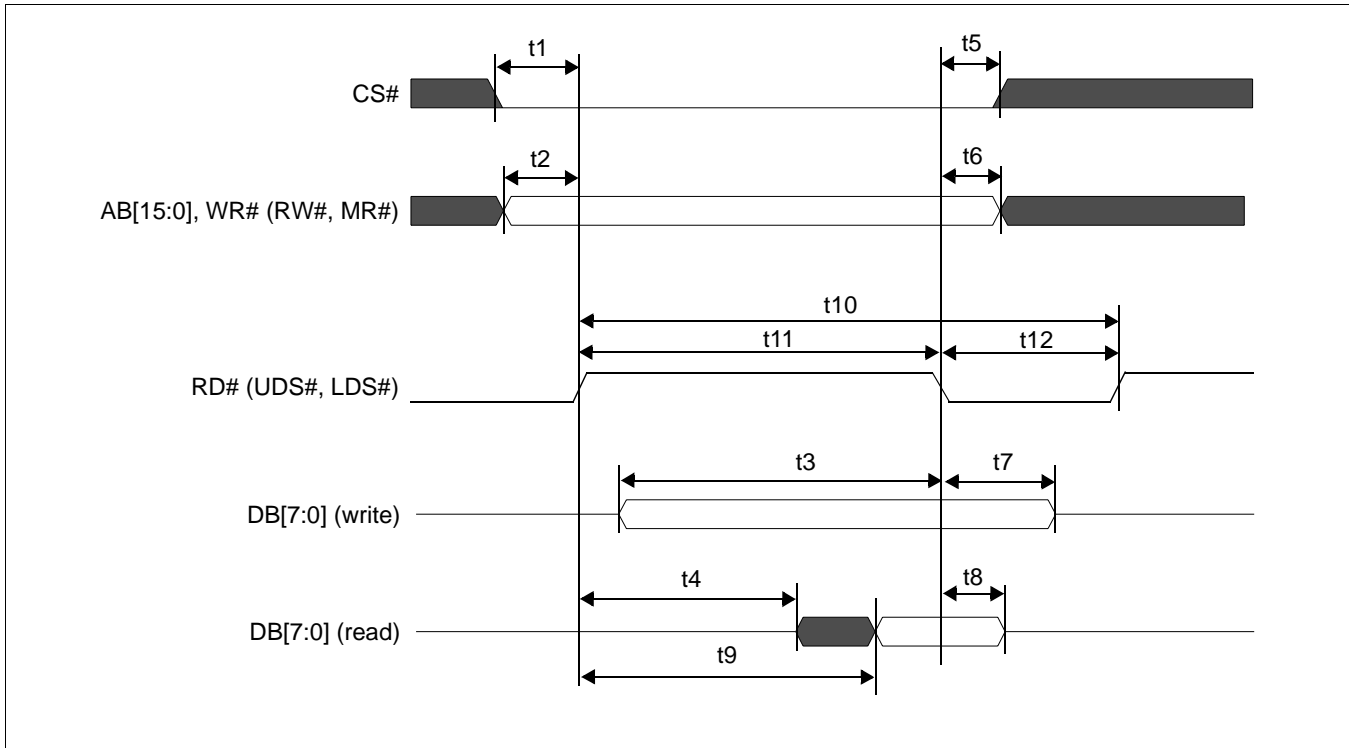 t1
t5
CS#
t2
t6
AB[15:0], WR# (RW#, MR#)
t10
t11
t12
RD# (UDS#, LDS#)
t3
t7
DB[7:0] (write)
t4
t8
DB[7:0] (read)
t9